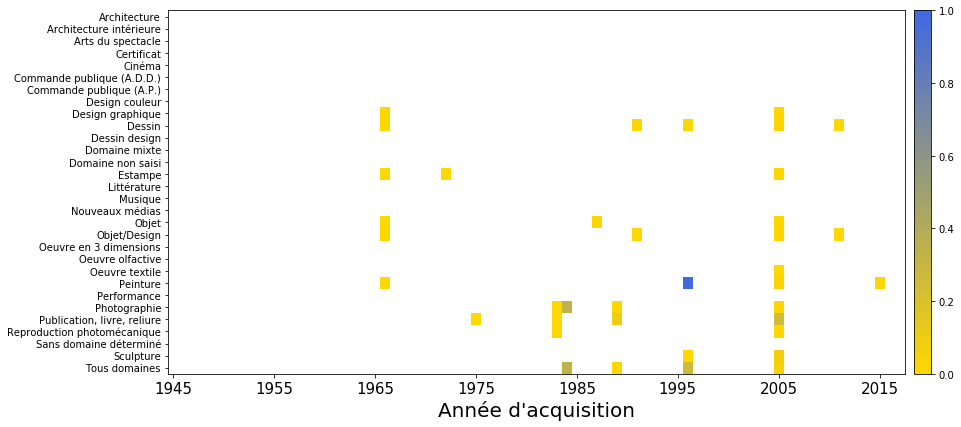 Architecture
Architecture intérieure
Arts du spectacle
Certificat
Cinéma
Commande publique (A.D.D.)
Commande publique (A.P.)
Design couleur
Design graphique
Dessin
Dessin design
Domaine mixte
Domaine non saisi
Estampe
Littérature
Musique
Nouveaux médias
Objet
Objet/Design
Oeuvre en 3 dimensions
Oeuvre olfactive
Oeuvre textile
Peinture
Performance
Photographie
Publication, livre, reliure
Reproduction photomécanique
Sans domaine déterminé
Sculpture
Tous domaines
1945 1955 1965 1975 1985 1995 2005 2015
Année d'acquisition
1.0
0.8
0.6
0.4
0.2
0.0